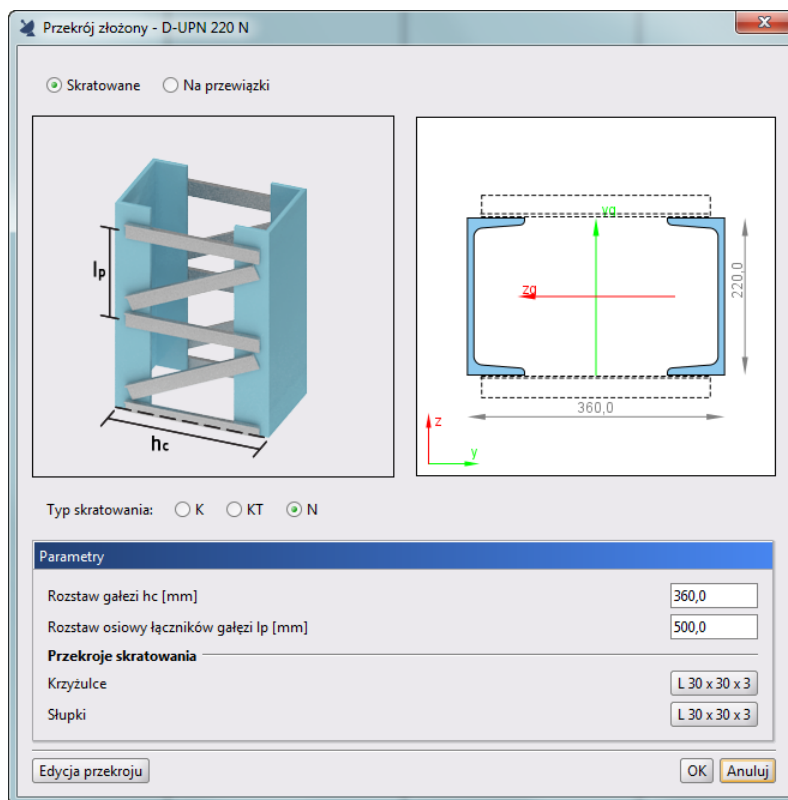 Przekrój złożony - D-UPN 220 N
Skratowane Na przewiązki
lp
hc
yg
zg
220,0
360,0
z
y
Typ skratowania: K KT N
Parametry
Rozstaw gałezi hc [mm] 360,0
Rozstaw osiowy łączników gałęzi lp [mm] 500,0
Przekroje skratowania
Krzyżulce L 30 x 30 x 3
Słupki L 30 x 30 x 3
Edycja przekroju OK Anuluj